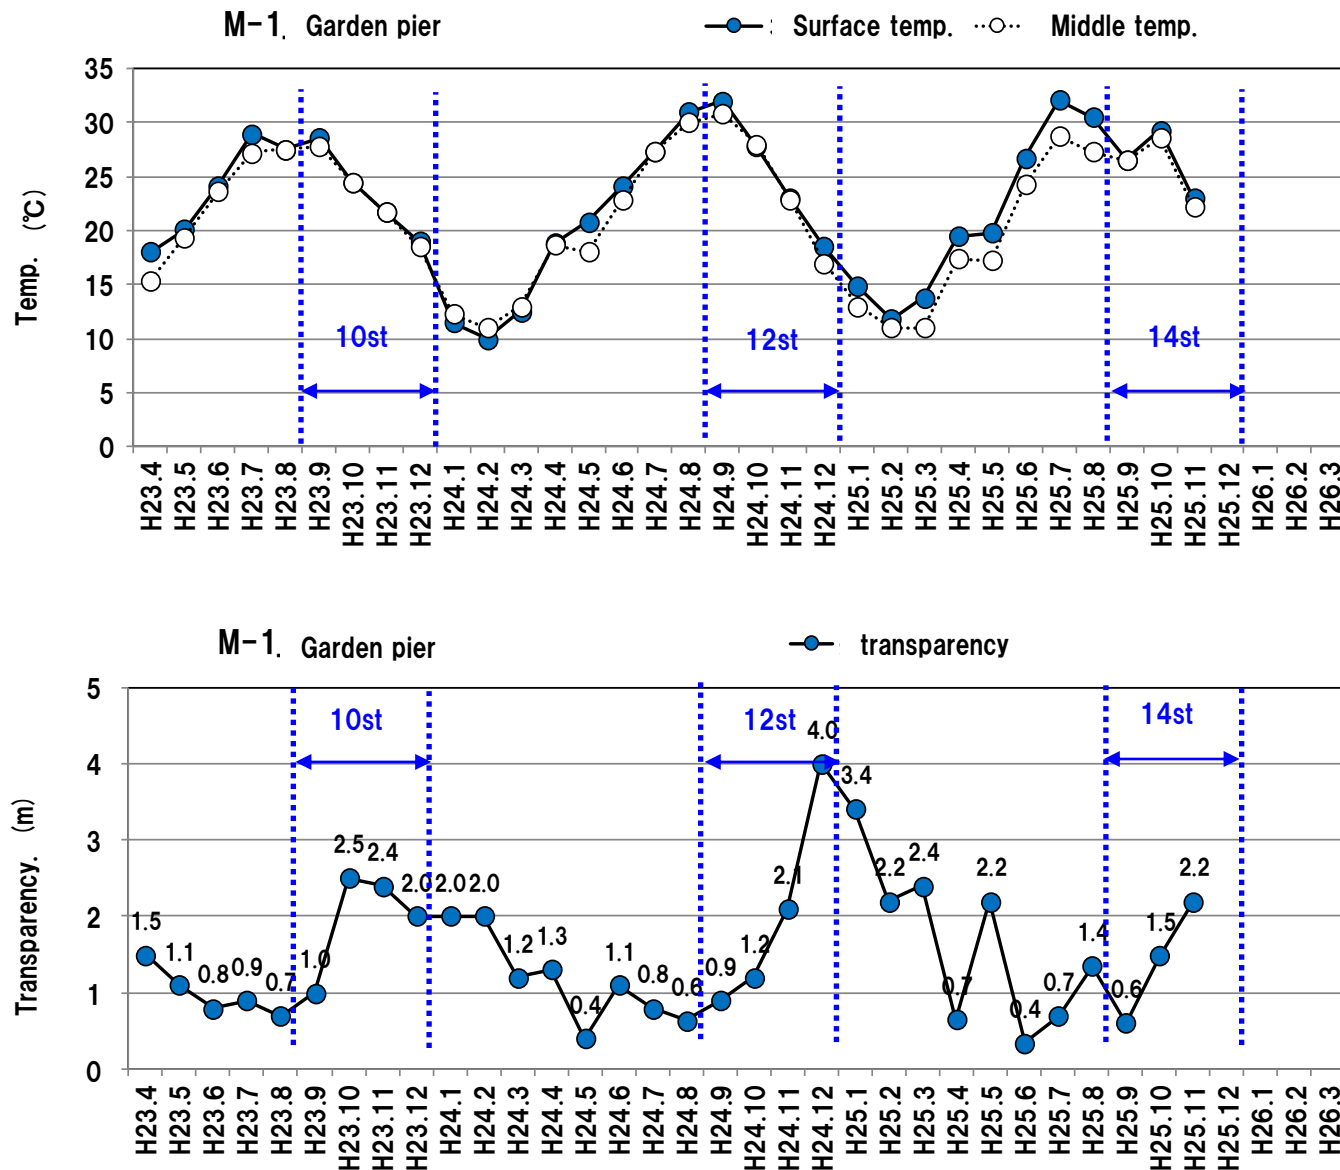 M-1. Garden pier
: Surface temp.
Middle temp.
35
30
25
20
15
10
5
0
Temp. (℃)
10st
12st
14st
H23.4
H23.5
H23.6
H23.7
H23.8
H23.9
H23.10
H23.11
H23.12
H24.1
H24.2
H24.3
H24.4
H24.5
H24.6
H24.7
H24.8
H24.9
H24.10
H24.11
H24.12
H25.1
H25.2
H25.3
H25.4
H25.5
H25.6
H25.7
H25.8
H25.9
H25.10
H25.11
H25.12
H26.1
H26.2
H26.3
M-1. Garden pier
transparency
5
4
3
2
1
0
Transparency. (m)
10st
12st
14st
1.5
1.1
0.8
0.9
0.7
1.0
2.5
2.4
2.0
2.0
2.0
1.2
1.3
0.4
1.1
0.8
0.6
0.9
1.2
2.1
4.0
3.4
2.2
2.4
0.7
2.2
0.4
0.7
1.4
0.6
1.5
2.2
H23.4
H23.5
H23.6
H23.7
H23.8
H23.9
H23.10
H23.11
H23.12
H24.1
H24.2
H24.3
H24.4
H24.5
H24.6
H24.7
H24.8
H24.9
H24.10
H24.11
H24.12
H25.1
H25.2
H25.3
H25.4
H25.5
H25.6
H25.7
H25.8
H25.9
H25.10
H25.11
H25.12
H26.1
H26.2
H26.3